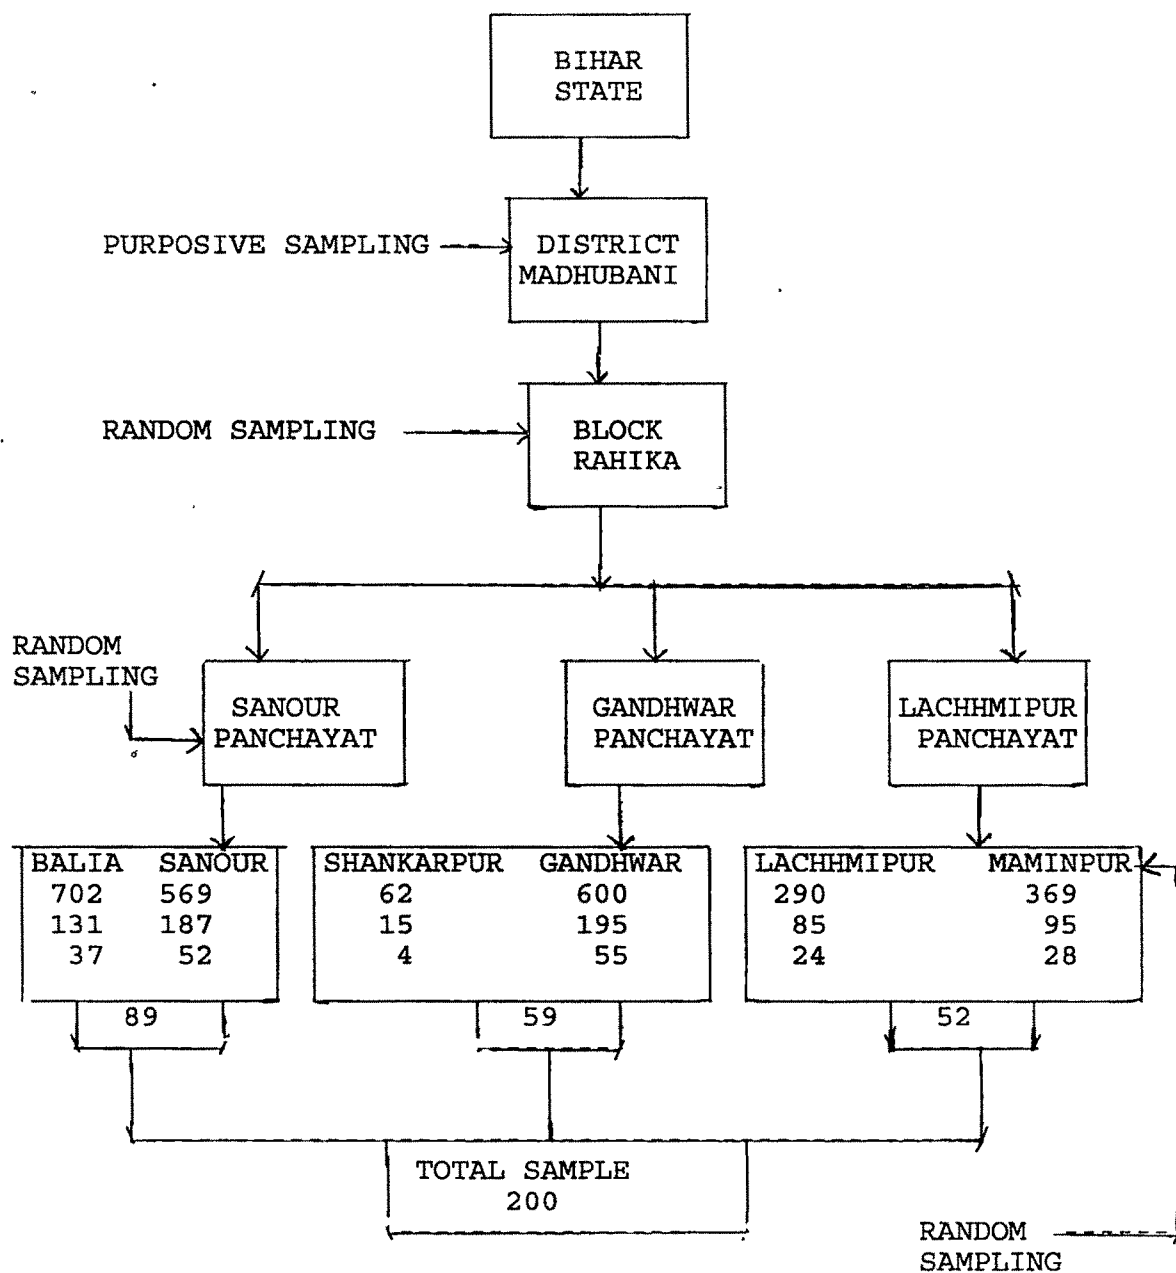 BIHAR
STATE
PURPOSIVE SAMPLING
DISTRICT
MADHUBANI
RANDOM SAMPLING
BLOCK
RAHIKA
RANDOM
SAMPLING
SANOUR
PANCHAYAT
GANDHWAR
PANCHAYAT
LACHHMIPUR
PANCHAYAT
BALIA SANOUR
702 569
131 187
37 52
SHANKARPUR GANDHWAR
62 600
15 195
4 55
LACHHMIPUR MAMINPUR
290 369
85 95
24 28
89
59
52
TOTAL SAMPLE
200
RANDOM
SAMPLING